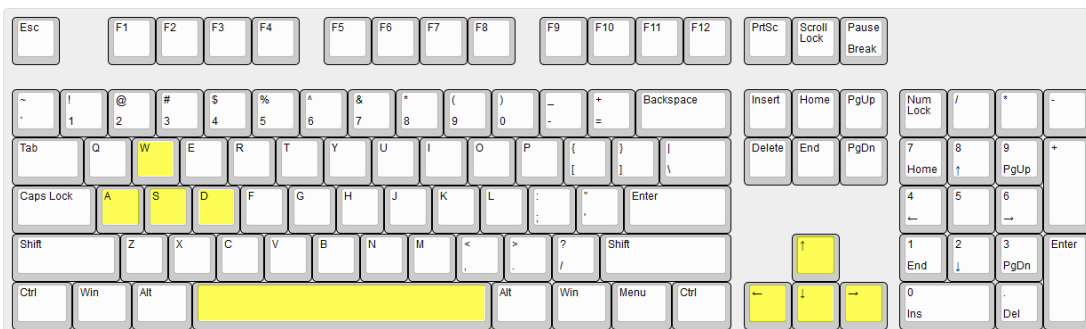 Esc F1 F2 F3 F4 F5 F6 F7 F8 F9 F10 F11 F12 PrtSc Scroll Lock Pause Break
~ ` ! 1 @ 2 # 3 $ 4 % 5 ^ 6 & 7 * 8 ( 9 ) 0 _ - + = Backspace Insert Home PgUp Num Lock / * -
Tab Q W E R T Y U I O P { [ } ] | \ Delete End PgDn 7 Home 8 ↑ 9 PgUp +
Caps Lock A S D F G H J K L : ; " ' Enter 4 ← 5 6 →
Shift Z X C V B N M < , > . ? / Shift ↑ 1 End 2 ↓ 3 PgDn Enter
Ctrl Win Alt Alt Win Menu Ctrl ← ↓ → 0 Ins . Del